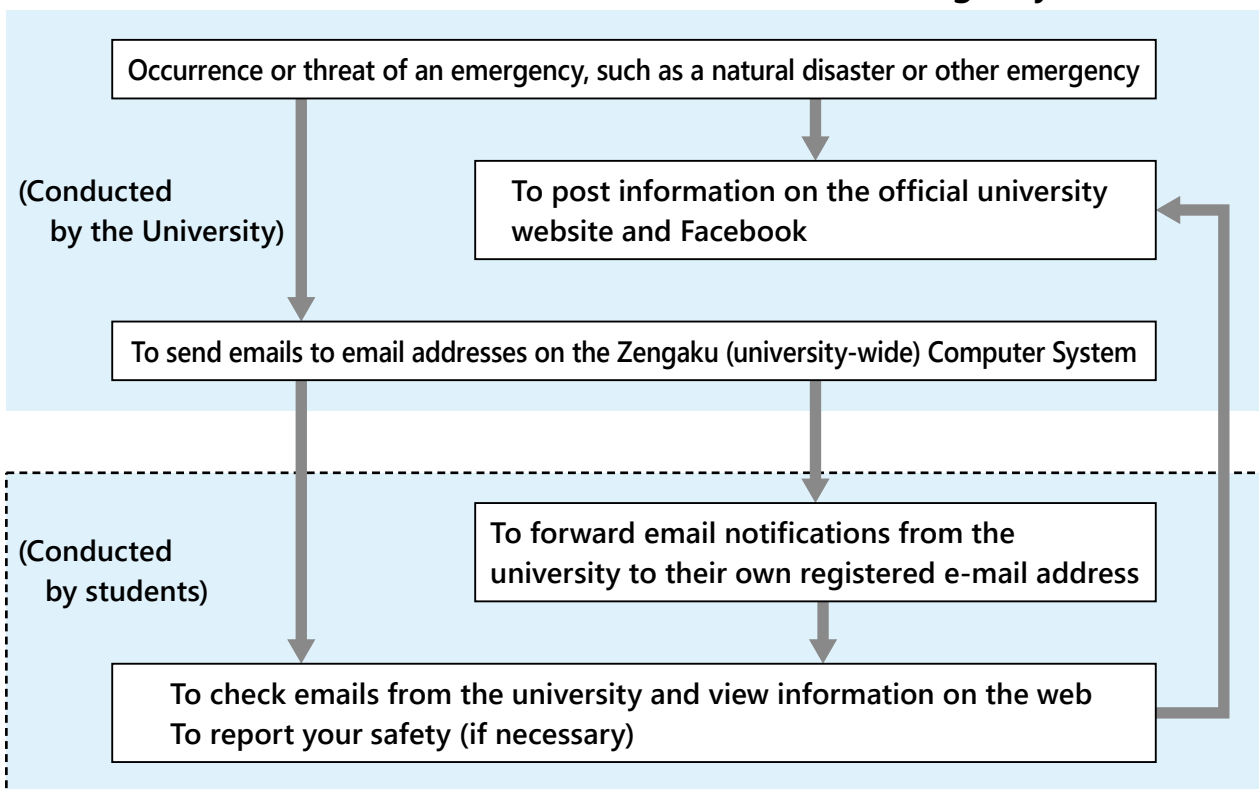 Occurrence or threat of an emergency, such as a natural disaster or other emergency
(Conducted
by the University)
To post information on the official university
website and Facebook
To send emails to email addresses on the Zengaku (university-wide) Computer System
(Conducted
by students)
To forward email notifications from the
university to their own registered e-mail address
To check emails from the university and view information on the web
To report your safety (if necessary)